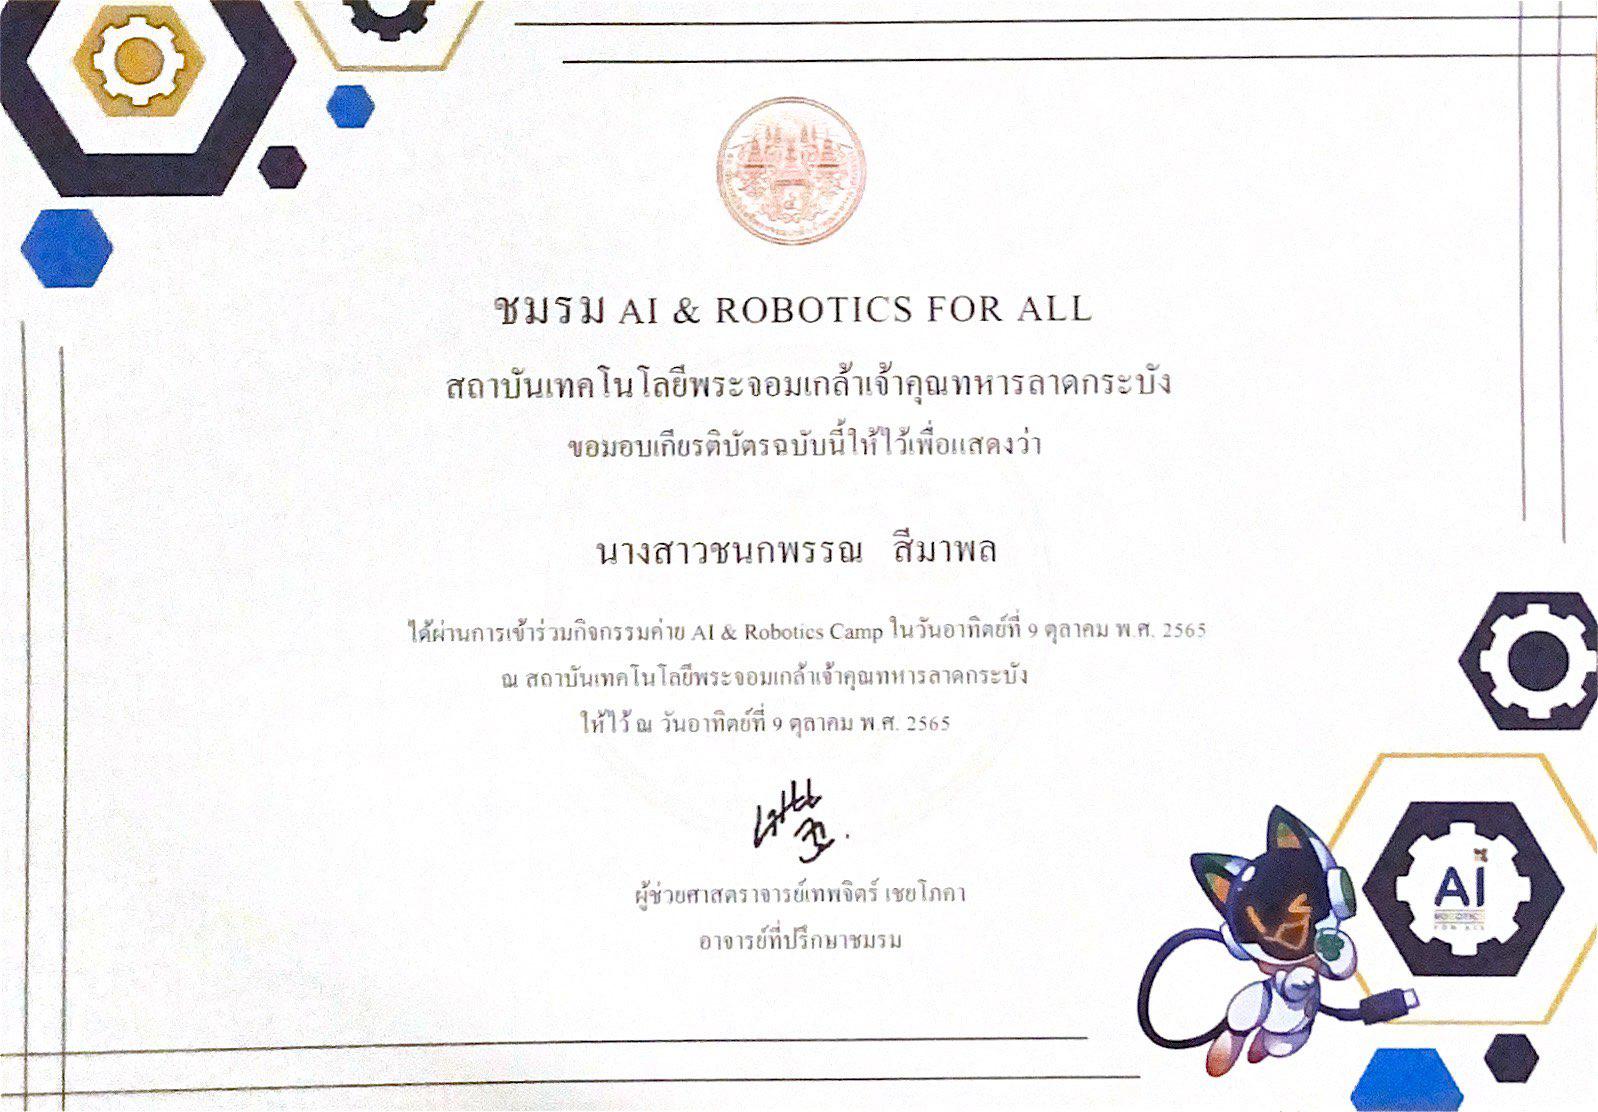 ชมรม AI & ROBOTICS FOR ALL
สถาบันเทคโนโลยีพระจอมเกล้าเจ้าคุณทหารลาดกระบัง
ขอมอบเกียรติบัตรฉบับนี้ให้ไว้เพื่อแสดงว่า
นางสาวชนกพรรณ สีมาพล
ได้ผ่านการเข้าร่วมกิจกรรมค่าย AI & Robotics Camp ในวันอาทิตย์ที่ 9 ตุลาคม พ.ศ. 2565
ณ สถาบันเทคโนโลยีพระจอมเกล้าเจ้าคุณทหารลาดกระบัง
ให้ไว้ ณ วันอาทิตย์ที่ 9 ตุลาคม พ.ศ. 2565
ผู้ช่วยศาสตราจารย์เทพจิตร์ เชยโภคา
อาจารย์ที่ปรึกษาชมรม
AI
ROBOTICS
FOR ALL